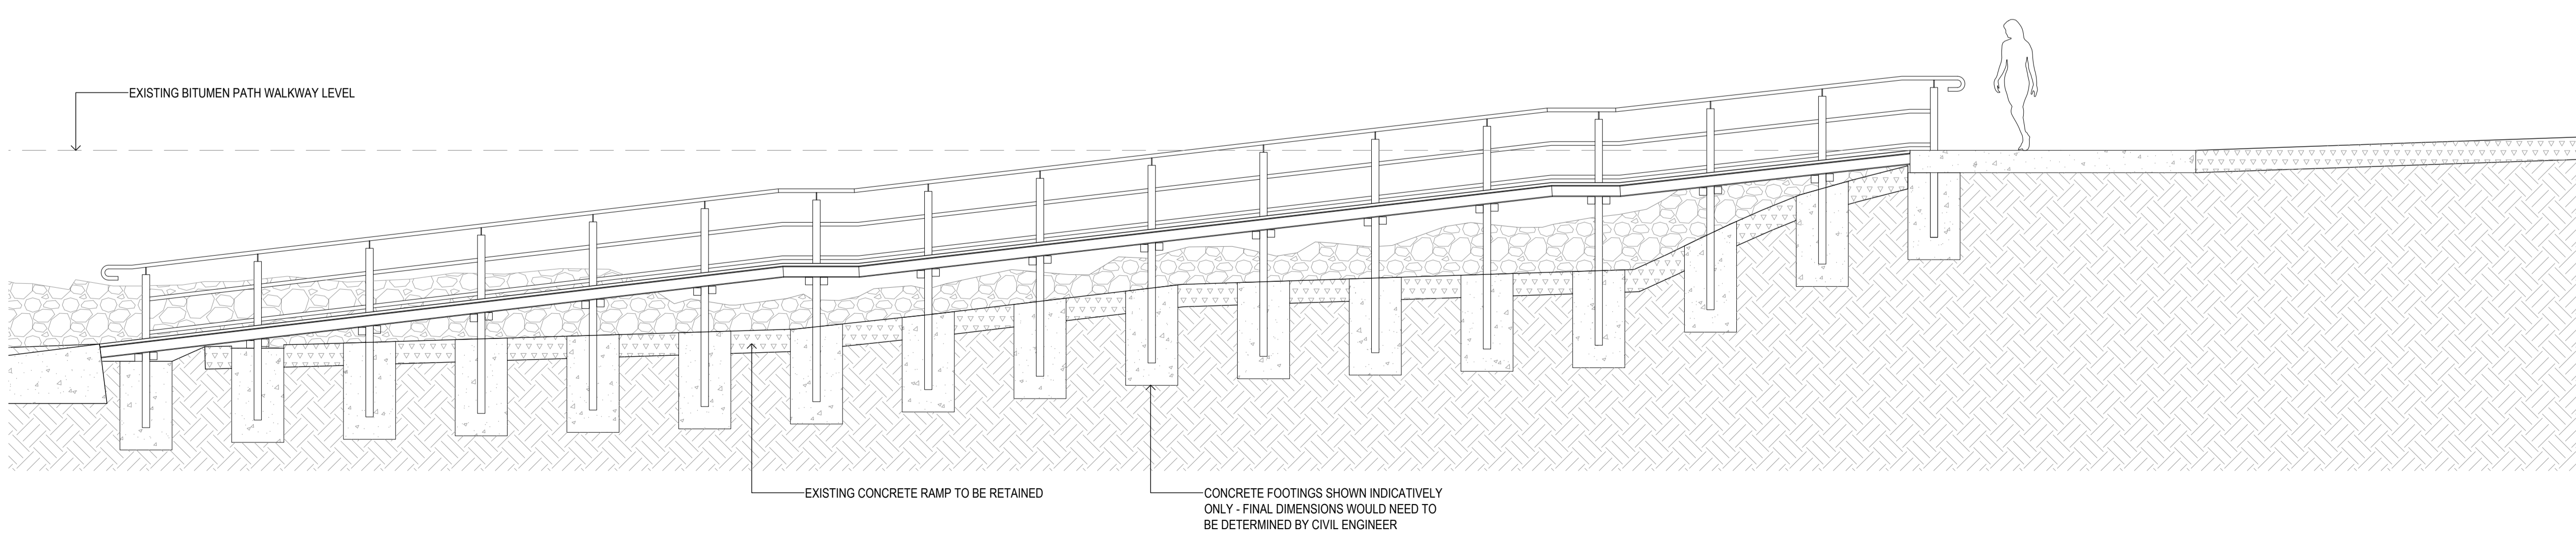 EXISTING BITUMEN PATH WALKWAY LEVEL
EXISTING CONCRETE RAMP TO BE RETAINED
CONCRETE FOOTINGS SHOWN INDICATIVELY
ONLY - FINAL DIMENSIONS WOULD NEED TO
BE DETERMINED BY CIVIL ENGINEER